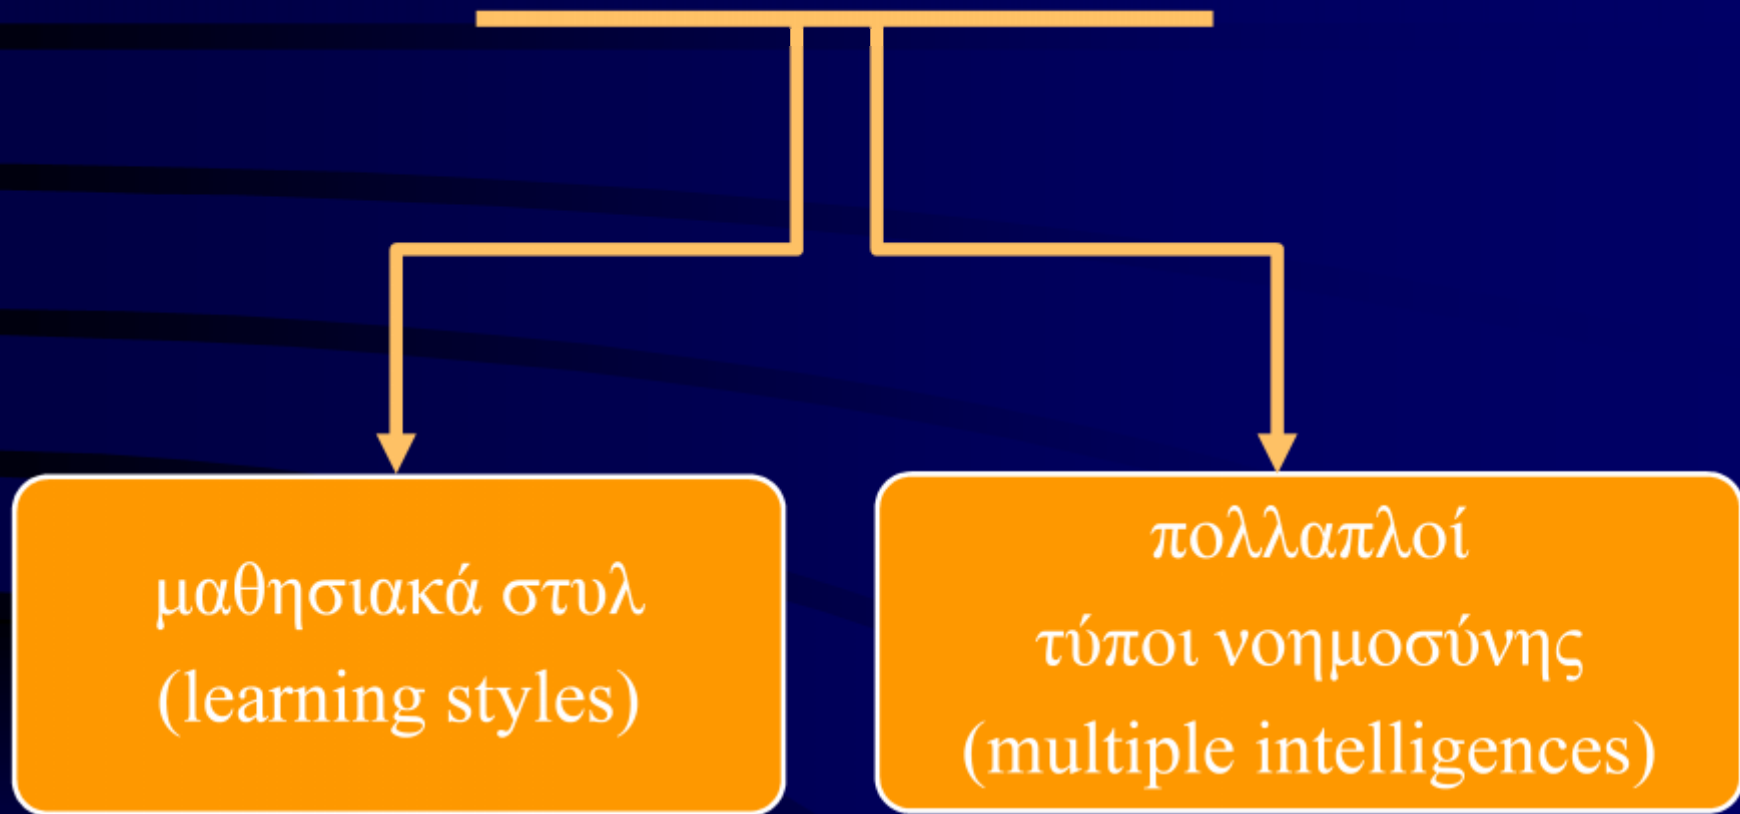 μαθησιακά στυλ
(learning styles)
πολλαπλοί
τύποι νοημοσύνης
(multiple intelligences)